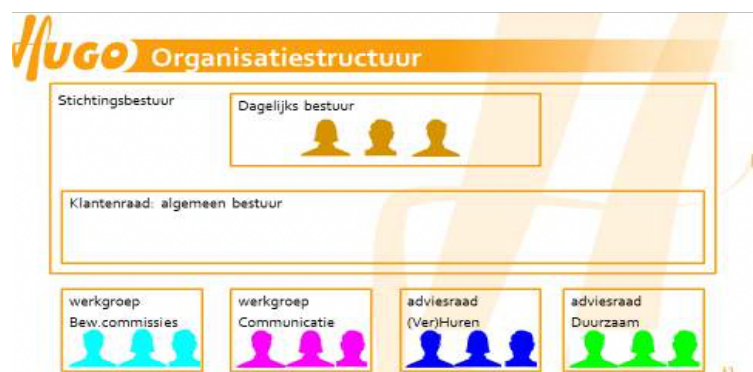 HUGO Organisatiestructuur
Stichtingsbestuur
Dagelijks bestuur
Klantenraad: algemeen bestuur
werkgroep
Bew.commissies
werkgroep
Communicatie
adviesraad
(Ver)Huren
adviesraad
Duurzaam